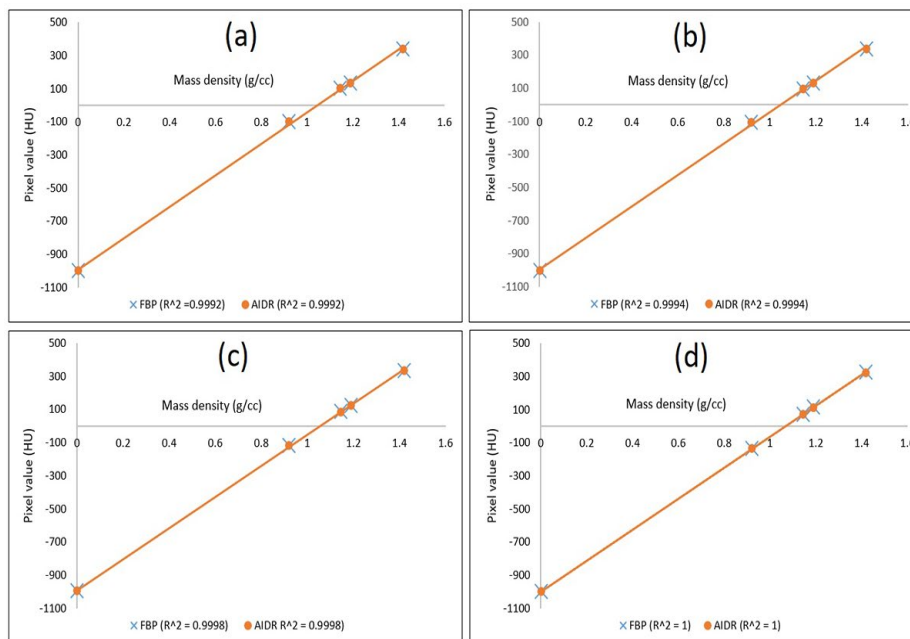 (a)
500
300
100
-100
-300
-500
-700
-900
-1100
Pixel value (HU)
Mass density (g/cc)
0 0.2 0.4 0.6 0.8 1 1.2 1.4 1.6
FBP (R^2 =0.9992) AIDR (R^2 = 0.9992)
(b)
500
300
100
-100
-300
-500
-700
-900
-1100
Pixel value (HU)
Mass density (g/cc)
0 0.2 0.4 0.6 0.8 1 1.2 1.4 1.6
FBP (R^2 = 0.9994) AIDR (R^2 = 0.9994)
(c)
500
300
100
-100
-300
-500
-700
-900
-1100
Pixel value (HU)
Mass density (g/cc)
0 0.2 0.4 0.6 0.8 1 1.2 1.4 1.6
FBP (R^2 = 0.9998) AIDR R^2 = 0.9998)
(d)
500
300
100
-100
-300
-500
-700
-900
-1100
Pixel value (HU)
Mass density (g/cc)
0 0.2 0.4 0.6 0.8 1 1.2 1.4 1.6
FBP (R^2 = 1) AIDR (R^2 = 1)